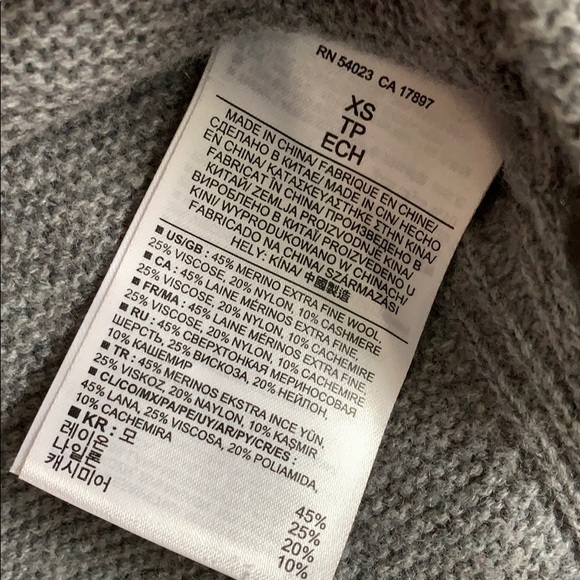 RN 54023 CA 17897
XS
TP
ECH
MADE IN CHINA/ FABRIQUE EN CHINE/
СДЕЛАНО В КИТАЕ/ MADE IN CIN/ HECHO
EN CHINA/ ΚΑΤΑΣΚΕΥΑΣΤΗΚΕ ΣΤΗΝ ΚΙΝΑ/
FABRICAT ÎN CHINA/ ПРОИЗВЕДЕНО В
КИТАЙ/ ZEMLJA PROIZVODNJE KINA/
ВИРОБЛЕНО В КИТАЇ/ PROIZVEDENO U
KINI/ WYPRODUKOWANO W CHINACH/
FABRICADO NA CHINA/ SZÁRMAZÁSI
HELY: KÍNA/ 中國製造
■ US/GB : 45% MERINO EXTRA FINE WOOL,
25% VISCOSE, 20% NYLON, 10% CASHMERE
■ CA : 45% LAINE MÉRINOS EXTRA FINE,
25% VISCOSE, 20% NYLON, 10% CACHEMIRE
■ FR/MA : 45% LAINE MÉRINOS EXTRA FINE,
25% VISCOSE, 20% NYLON, 10% CACHEMIRE
■ RU : 45% СВЕРХТОНКАЯ МЕРИНОСОВАЯ
ШЕРСТЬ, 25% ВИСКОЗА, 20% НЕЙЛОН,
10% КАШЕМИР
■ TR : 45% MERINOS EKSTRA INCE YÜN,
25% VISKOZ, 20% NAYLON, 10% KAŞMIR
■ CL/CO/MX/PA/PE/UY/AR/PY/CR/ES :
45% LANA, 25% VISCOSA, 20% POLIAMIDA,
10% CACHEMIRA
■ KR : 모 45%
레이온 25%
나일론 20%
캐시미어 10%